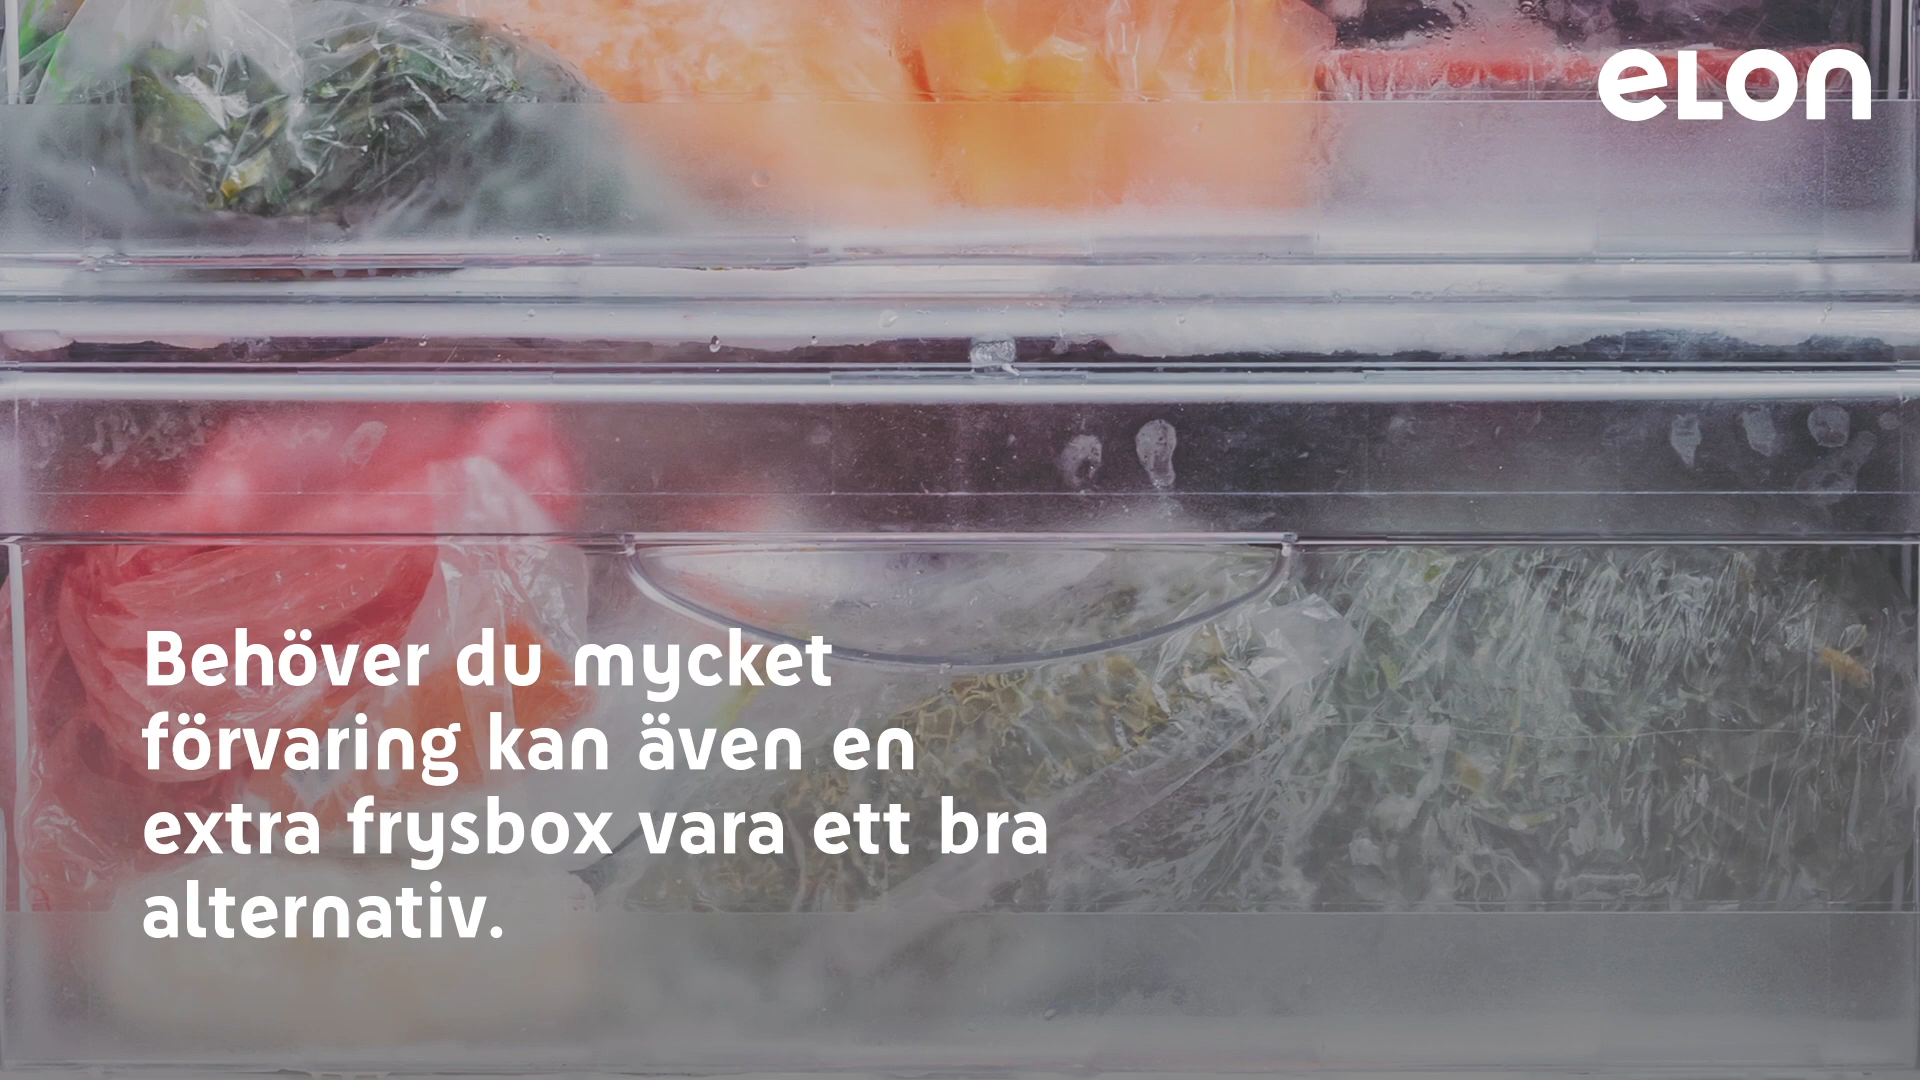 eLon
Behöver du mycket
förvaring kan även en
extra frysbox vara ett bra
alternativ.